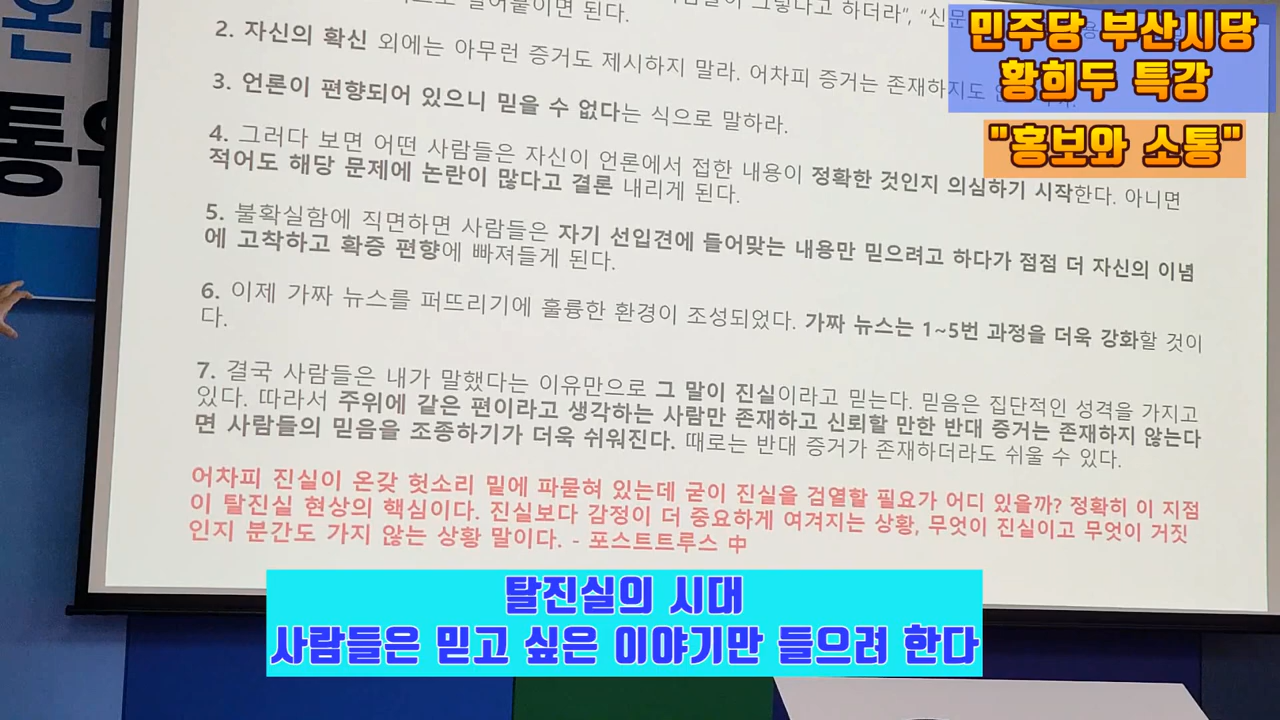 민주당 부산시당
황희두 특강
"홍보와 소통"
붙이면 된다. 그렇다고 하더라", "신문
2. 자신의 확신 외에는 아무런 증거도 제시하지 말라. 어차피 증거는 존재하지도
3. 언론이 편향되어 있으니 믿을 수 없다는 식으로 말하라.
4. 그러다 보면 어떤 사람들은 자신이 언론에서 접한 내용이 정확한 것인지 의심하기 시작한다. 아니면
적어도 해당 문제에 논란이 많다고 결론 내리게 된다.
5. 불확실함에 직면하면 사람들은 자기 선입견에 들어맞는 내용만 믿으려고 하다가 점점 더 자신의 이념
에 고착하고 확증 편향에 빠져들게 된다.
6. 이제 가짜 뉴스를 퍼뜨리기에 훌륭한 환경이 조성되었다. 가짜 뉴스는 1~5번 과정을 더욱 강화할 것이
다.
7. 결국 사람들은 내가 말했다는 이유만으로 그 말이 진실이라고 믿는다. 믿음은 집단적인 성격을 가지고
있다. 따라서 주위에 같은 편이라고 생각하는 사람만 존재하고 신뢰할 만한 반대 증거는 존재하지 않는다
면 사람들의 믿음을 조종하기가 더욱 쉬워진다. 때로는 반대 증거가 존재하더라도 쉬울 수 있다.
어차피 진실이 온갖 헛소리 밑에 파묻혀 있는데 굳이 진실을 검열할 필요가 어디 있을까? 정확히 이 지점
이 탈진실 현상의 핵심이다. 진실보다 감정이 더 중요하게 여겨지는 상황, 무엇이 진실이고 무엇이 거짓
인지 분간도 가지 않는 상황 말이다. - 포스트트루스 中
탈진실의 시대
사람들은 믿고 싶은 이야기만 들으려 한다